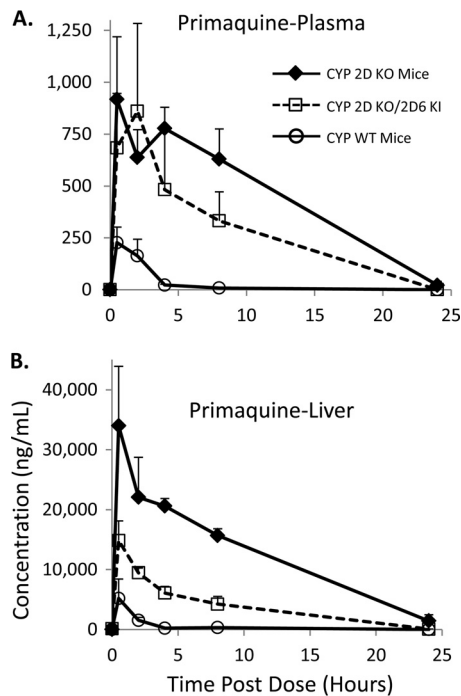 A.
Primaquine-Plasma
1,250
1,000
750
500
250
0
CYP 2D KO Mice
CYP 2D KO/2D6 KI
CYP WT Mice
0 5 10 15 20 25
B.
Primaquine-Liver
40,000
30,000
20,000
10,000
0
Concentration (ng/mL)
0 5 10 15 20 25
Time Post Dose (Hours)